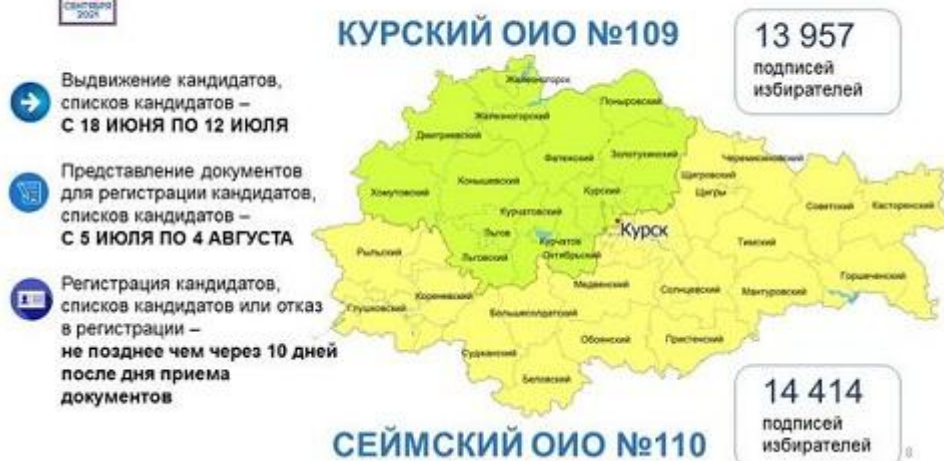 СЕНТЯБРЯ
2021
КУРСКИЙ ОИО №109
13 957
подписей
избирателей
Выдвижение кандидатов,
списков кандидатов –
С 18 ИЮНЯ ПО 12 ИЮЛЯ
Представление документов
для регистрации кандидатов,
списков кандидатов –
С 5 ИЮЛЯ ПО 4 АВГУСТА
Регистрация кандидатов,
списков кандидатов или отказ
в регистрации –
не позднее чем через 10 дней
после дня приема
документов
Железногорск
Железногорский
Поныровский
Дмитриевский
Фатежский
Золотухинский
Черемисиновский
Хомутовский
Конышевский
Курский
Щигровский
Щигры
Советский
Касторенский
Курчатовский
Льгов
Курчатов
Курск
Рыльский
Льговский
Октябрьский
Тимский
Медвенский
Солнцевский
Мантуровский
Горшеченский
Глушковский
Кореневский
Большесолдатский
Обоянский
Пристенский
Суджанский
Беловский
14 414
подписей
избирателей
СЕЙМСКИЙ ОИО №110
8